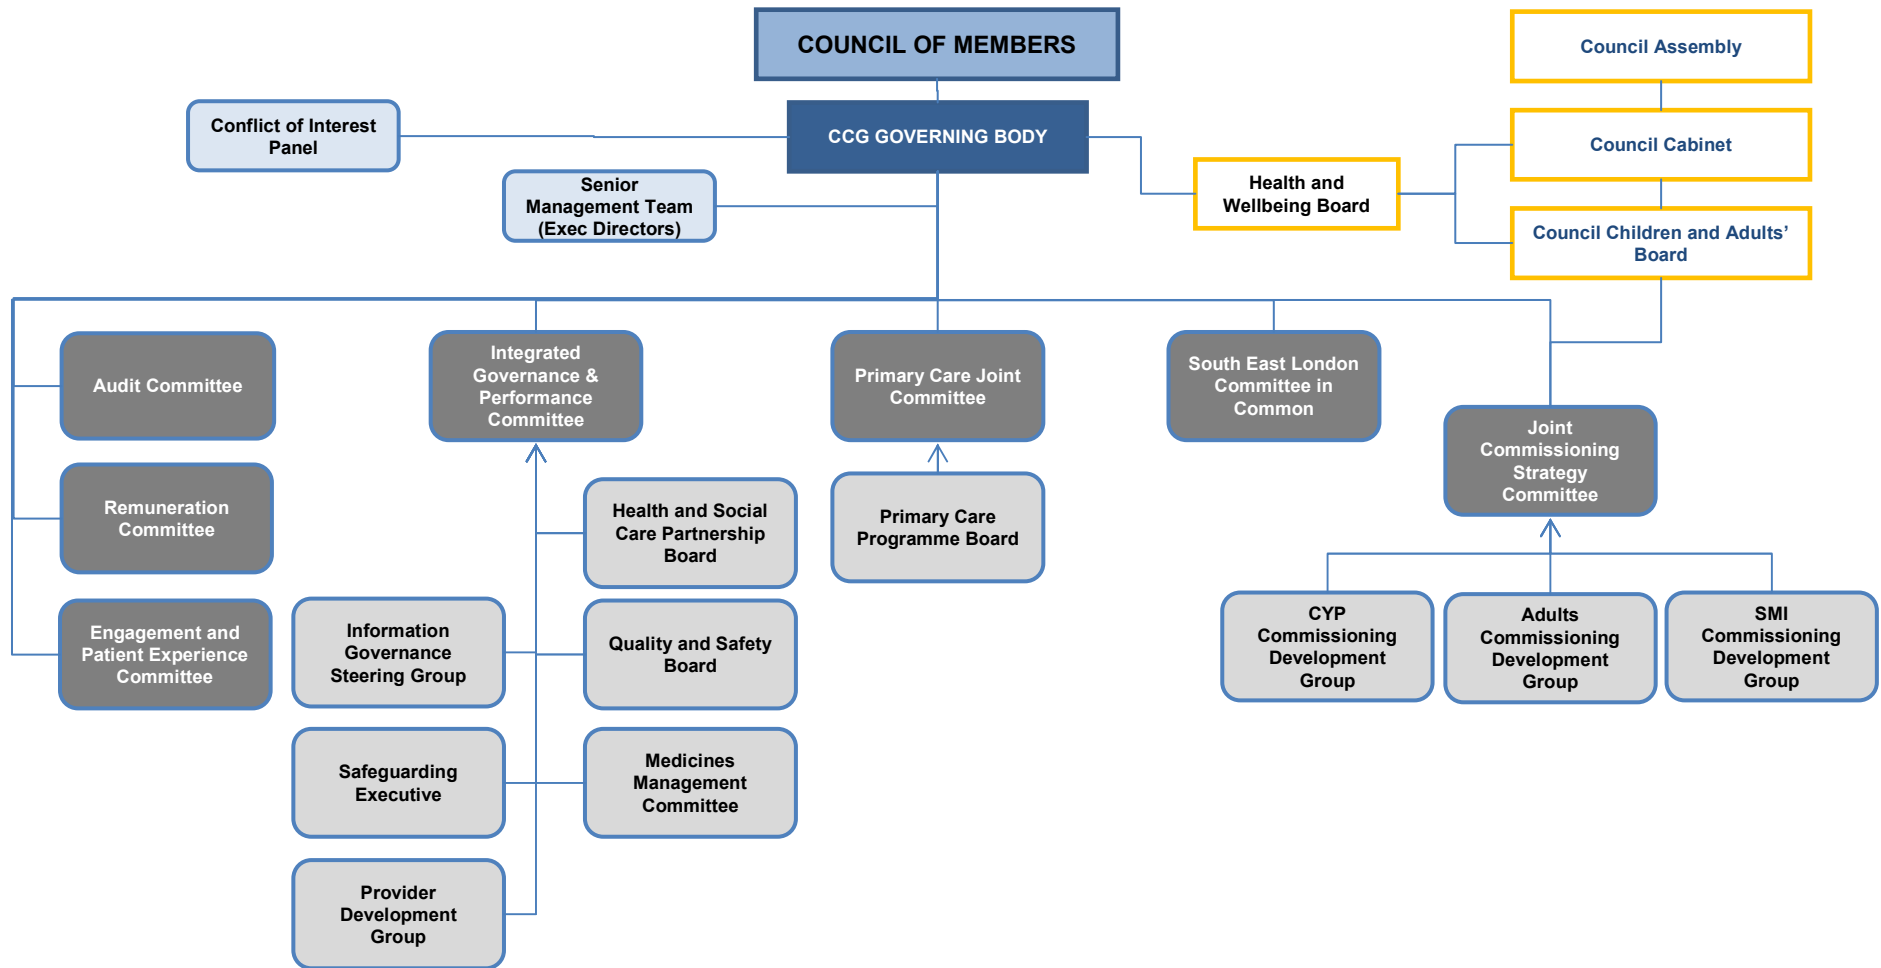 COUNCIL OF MEMBERS
Council Assembly
Conflict of Interest
Panel
CCG GOVERNING BODY
Council Cabinet
Senior
Management Team
(Exec Directors)
Health and
Wellbeing Board
Council Children and Adults’
Board
Audit Committee
Integrated
Governance &
Performance
Committee
Primary Care Joint
Committee
South East London
Committee in
Common
Joint
Commissioning
Strategy
Committee
Remuneration
Committee
Health and Social
Care Partnership
Board
Primary Care
Programme Board
Engagement and
Patient Experience
Committee
Information
Governance
Steering Group
Quality and Safety
Board
CYP
Commissioning
Development
Group
Adults
Commissioning
Development
Group
SMI
Commissioning
Development
Group
Safeguarding
Executive
Medicines
Management
Committee
Provider
Development
Group